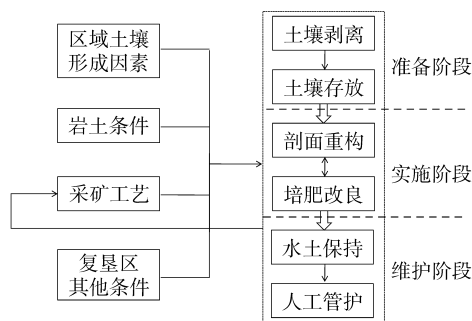 区域土壤
形成因素
岩土条件
采矿工艺
复垦区
其他条件
土壤剥离
土壤存放
剖面重构
培肥改良
水土保持
人工管护
准备阶段
实施阶段
维护阶段